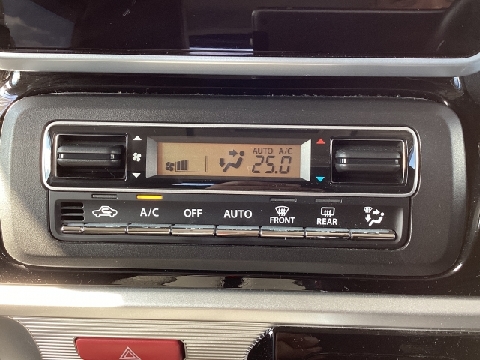 AUTO A/C
25.0
A/C OFF AUTO FRONT REAR